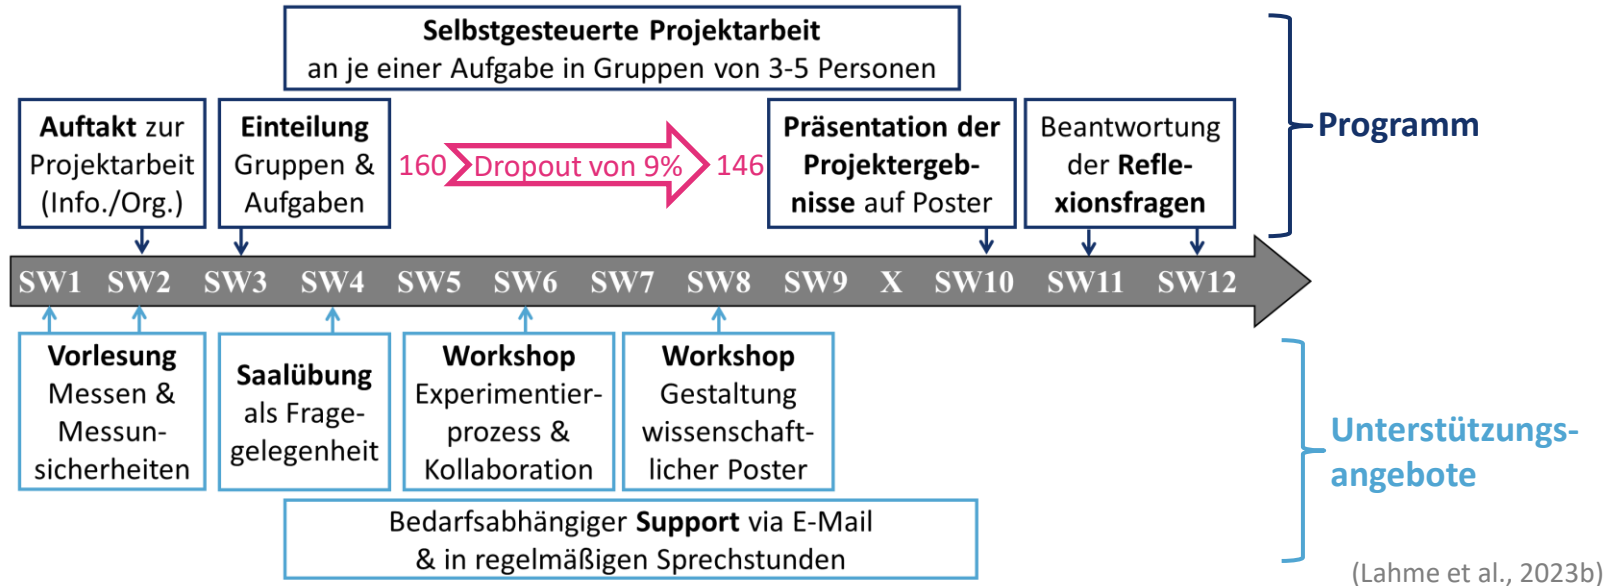 Selbstgesteuerte Projektarbeit
an je einer Aufgabe in Gruppen von 3-5 Personen
Auftakt zur
Projektarbeit
(Info./Org.)
Einteilung
Gruppen &
Aufgaben
160
Dropout von 9%
146
Präsentation der
Projektergeb-
nisse auf Poster
Beantwortung
der Refle-
xionsfragen
Programm
SW1 SW2 SW3 SW4 SW5 SW6 SW7 SW8 SW9 X SW10 SW11 SW12
Vorlesung
Messen &
Messun-
sicherheiten
Saalübung
als Frage-
gelegenheit
Workshop
Experimentier-
prozess &
Kollaboration
Workshop
Gestaltung
wissenschaft-
licher Poster
Unterstützungs-
angebote
Bedarfsabhängiger Support via E-Mail
& in regelmäßigen Sprechstunden
(Lahme et al., 2023b)